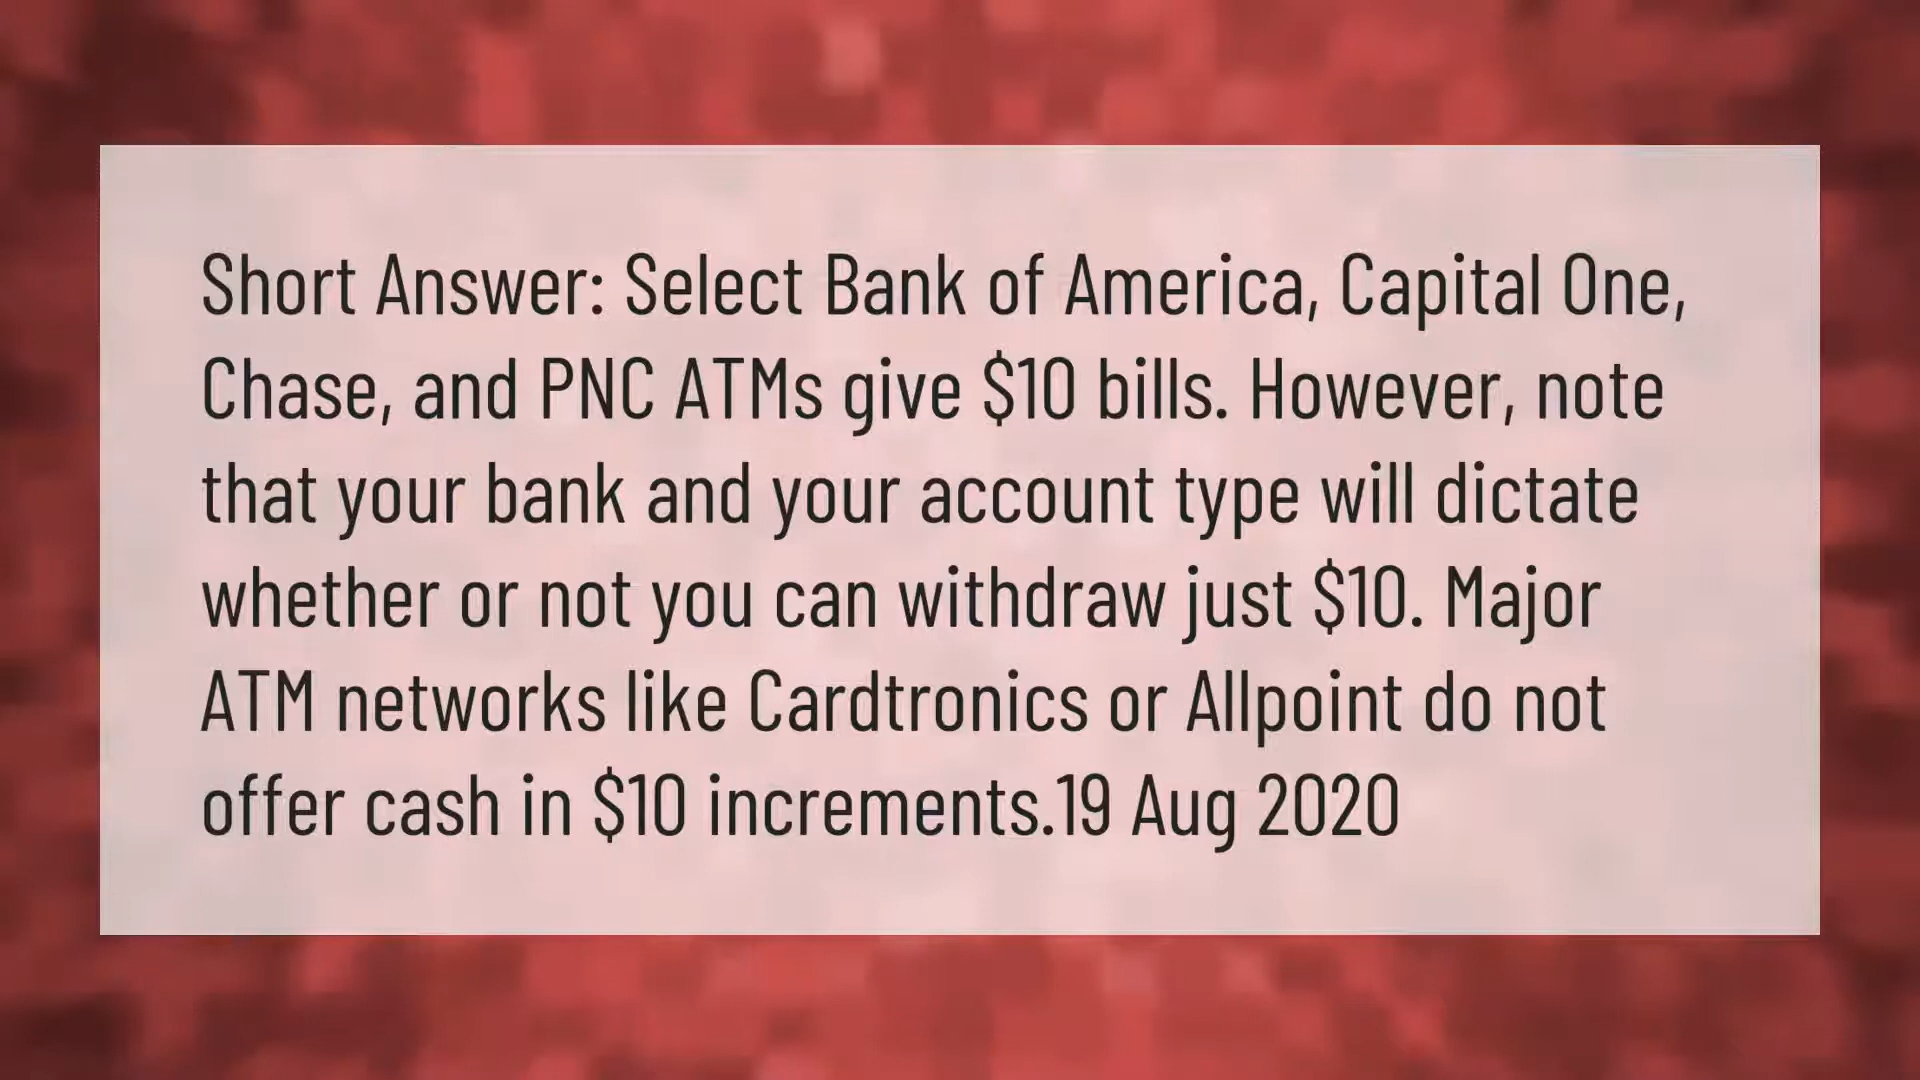 Short Answer: Select Bank of America, Capital One,
Chase, and PNC ATMs give $10 bills. However, note
that your bank and your account type will dictate
whether or not you can withdraw just $10. Major
ATM networks like Cardtronics or Allpoint do not
offer cash in $10 increments.19 Aug 2020